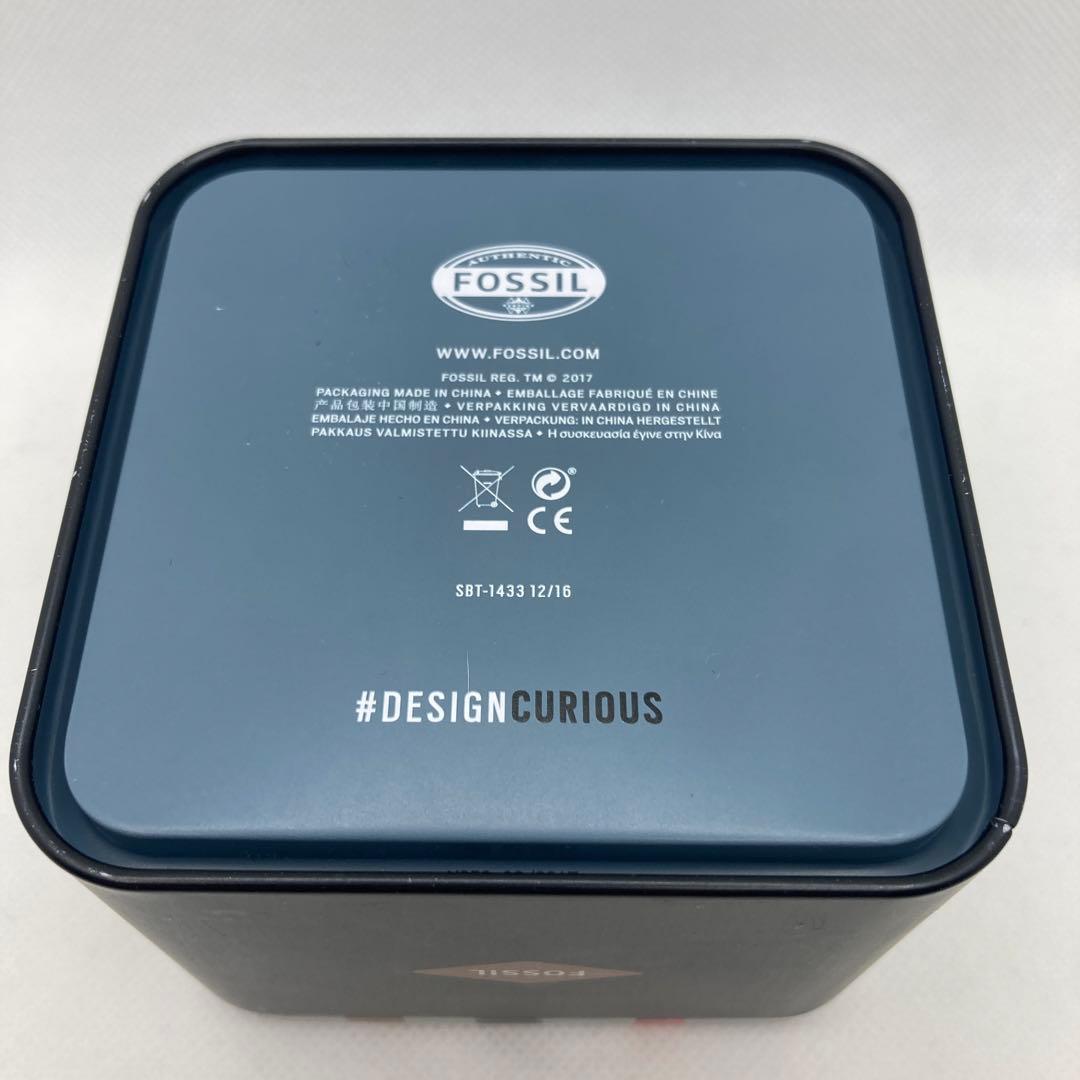 AUTHENTIC
FOSSIL
WWW.FOSSIL.COM
FOSSIL REG. TM © 2017
PACKAGING MADE IN CHINA • EMBALLAGE FABRIQUÉ EN CHINE
产品包装中国制造 • VERPAKKING VERVAARDIGD IN CHINA
EMBALAJE HECHO EN CHINA • VERPACKUNG: IN CHINA HERGESTELLT
PAKKAUS VALMISTETTU KIINASSA • Η συσκευασία έγινε στην Κίνα
®
CE
SBT-1433 12/16
#DESIGNCURIOUS
FOSSIL